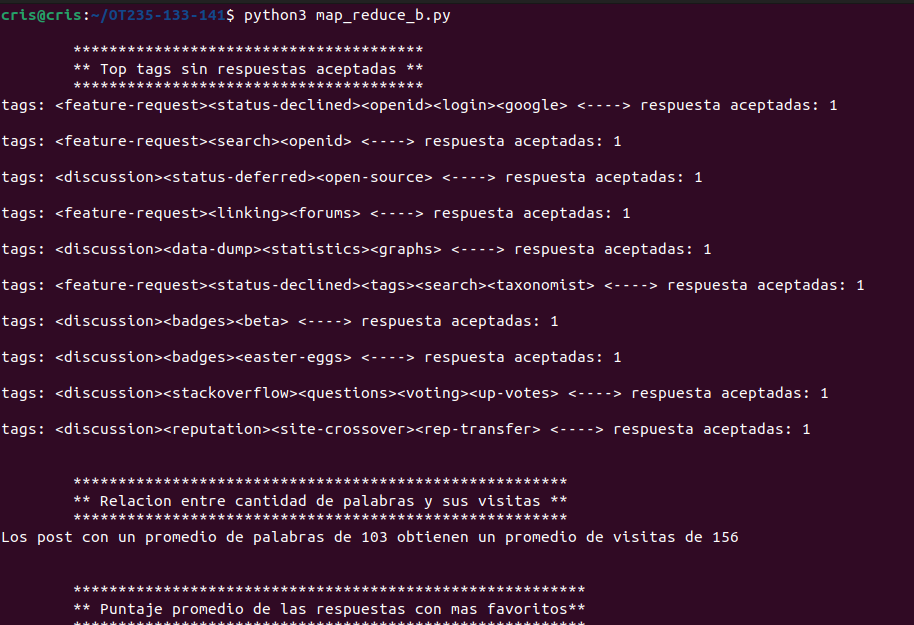 cris@cris:~/OT235-133-141$ python3 map_reduce_b.py
***************************************
** Top tags sin respuestas aceptadas **
***************************************
tags: <feature-request><status-declined><openid><login><google> <----> respuesta aceptadas: 1
tags: <feature-request><search><openid> <----> respuesta aceptadas: 1
tags: <discussion><status-deferred><open-source> <----> respuesta aceptadas: 1
tags: <feature-request><linking><forums> <----> respuesta aceptadas: 1
tags: <discussion><data-dump><statistics><graphs> <----> respuesta aceptadas: 1
tags: <feature-request><status-declined><tags><search><taxonomist> <----> respuesta aceptadas: 1
tags: <discussion><badges><beta> <----> respuesta aceptadas: 1
tags: <discussion><badges><easter-eggs> <----> respuesta aceptadas: 1
tags: <discussion><stackoverflow><questions><voting><up-votes> <----> respuesta aceptadas: 1
tags: <discussion><reputation><site-crossover><rep-transfer> <----> respuesta aceptadas: 1
*******************************************************
** Relacion entre cantidad de palabras y sus visitas **
*******************************************************
Los post con un promedio de palabras de 103 obtienen un promedio de visitas de 156
*********************************************************
** Puntaje promedio de las respuestas con mas favoritos**
*********************************************************